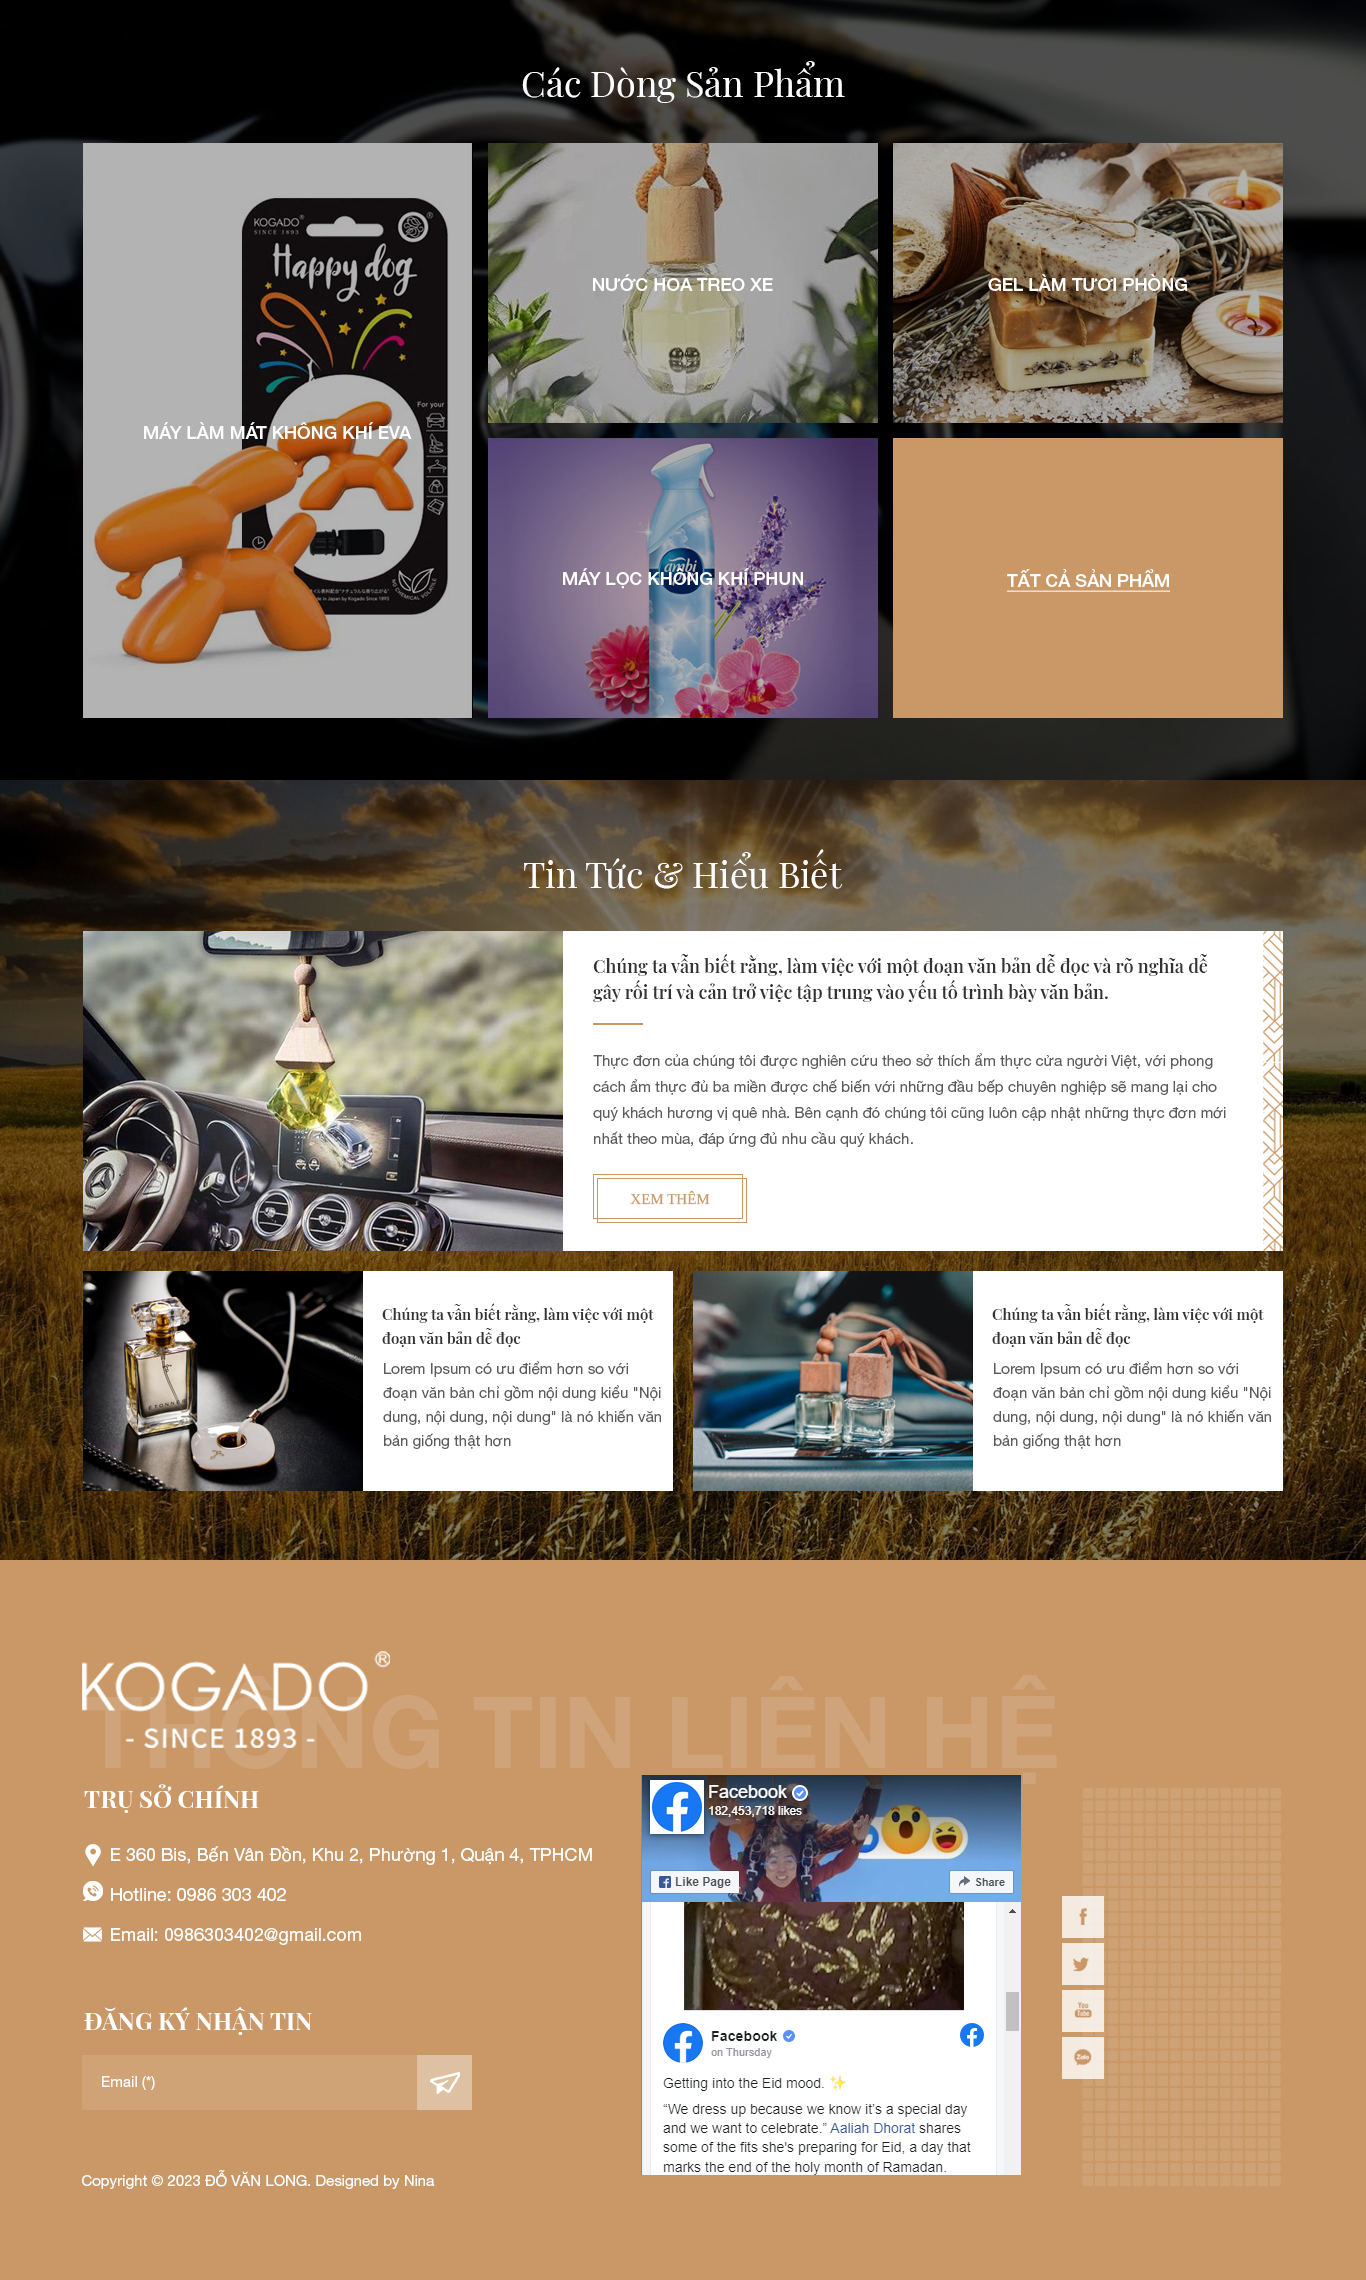 Các Dòng Sản Phẩm
KOGADO®
SINCE 1893
Happy dog
For your
MÁY LÀM MÁT KHÔNG KHÍ EVA
NO CHEMICAL VOLATILE
Made in Japan by Kogado Since 1893
NƯỚC HOA TREO XE
GEL LÀM TƯƠI PHÒNG
ambi
MÁY LỌC KHÔNG KHÍ PHUN
TẤT CẢ SẢN PHẨM
Tin Tức & Hiểu Biết
Chúng ta vẫn biết rằng, làm việc với một đoạn văn bản dễ đọc và rõ nghĩa dễ
gây rối trí và cản trở việc tập trung vào yếu tố trình bày văn bản.
Thực đơn của chúng tôi được nghiên cứu theo sở thích ẩm thực cửa người Việt, với phong
cách ẩm thực đủ ba miền được chế biến với những đầu bếp chuyên nghiệp sẽ mang lại cho
quý khách hương vị quê nhà. Bên cạnh đó chúng tôi cũng luôn cập nhật những thực đơn mới
nhất theo mùa, đáp ứng đủ nhu cầu quý khách.
XEM THÊM
Chúng ta vẫn biết rằng, làm việc với một
đoạn văn bản dễ đọc
Lorem Ipsum có ưu điểm hơn so với
đoạn văn bản chỉ gồm nội dung kiểu "Nội
dung, nội dung, nội dung" là nó khiến văn
bản giống thật hơn
Chúng ta vẫn biết rằng, làm việc với một
đoạn văn bản dễ đọc
Lorem Ipsum có ưu điểm hơn so với
đoạn văn bản chỉ gồm nội dung kiểu "Nội
dung, nội dung, nội dung" là nó khiến văn
bản giống thật hơn
KOGADO®
- SINCE 1893 -
THÔNG TIN LIÊN HỆ
TRỤ SỞ CHÍNH
E 360 Bis, Bến Vân Đồn, Khu 2, Phường 1, Quận 4, TPHCM
Hotline: 0986 303 402
Email: 0986303402@gmail.com
ĐĂNG KÝ NHẬN TIN
Email (*)
Copyright © 2023 ĐỖ VĂN LONG. Designed by Nina
Facebook
182,453,718 likes
Like Page
Share
Facebook
on Thursday
Getting into the Eid mood. ✨
“We dress up because we know it’s a special day
and we want to celebrate.” Aaliah Dhorat shares
some of the fits she's preparing for Eid, a day that
marks the end of the holy month of Ramadan.
You
Tube
Zalo